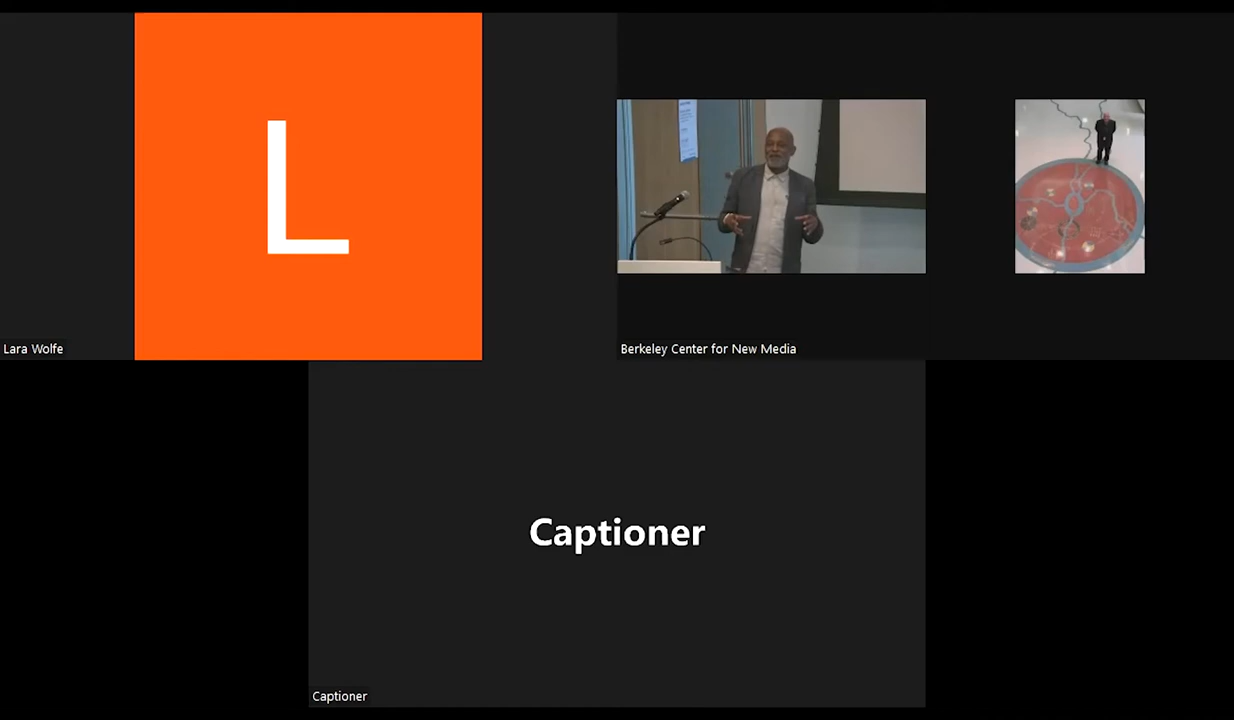 L
Lara Wolfe
Berkeley Center for New Media
Captioner
Captioner